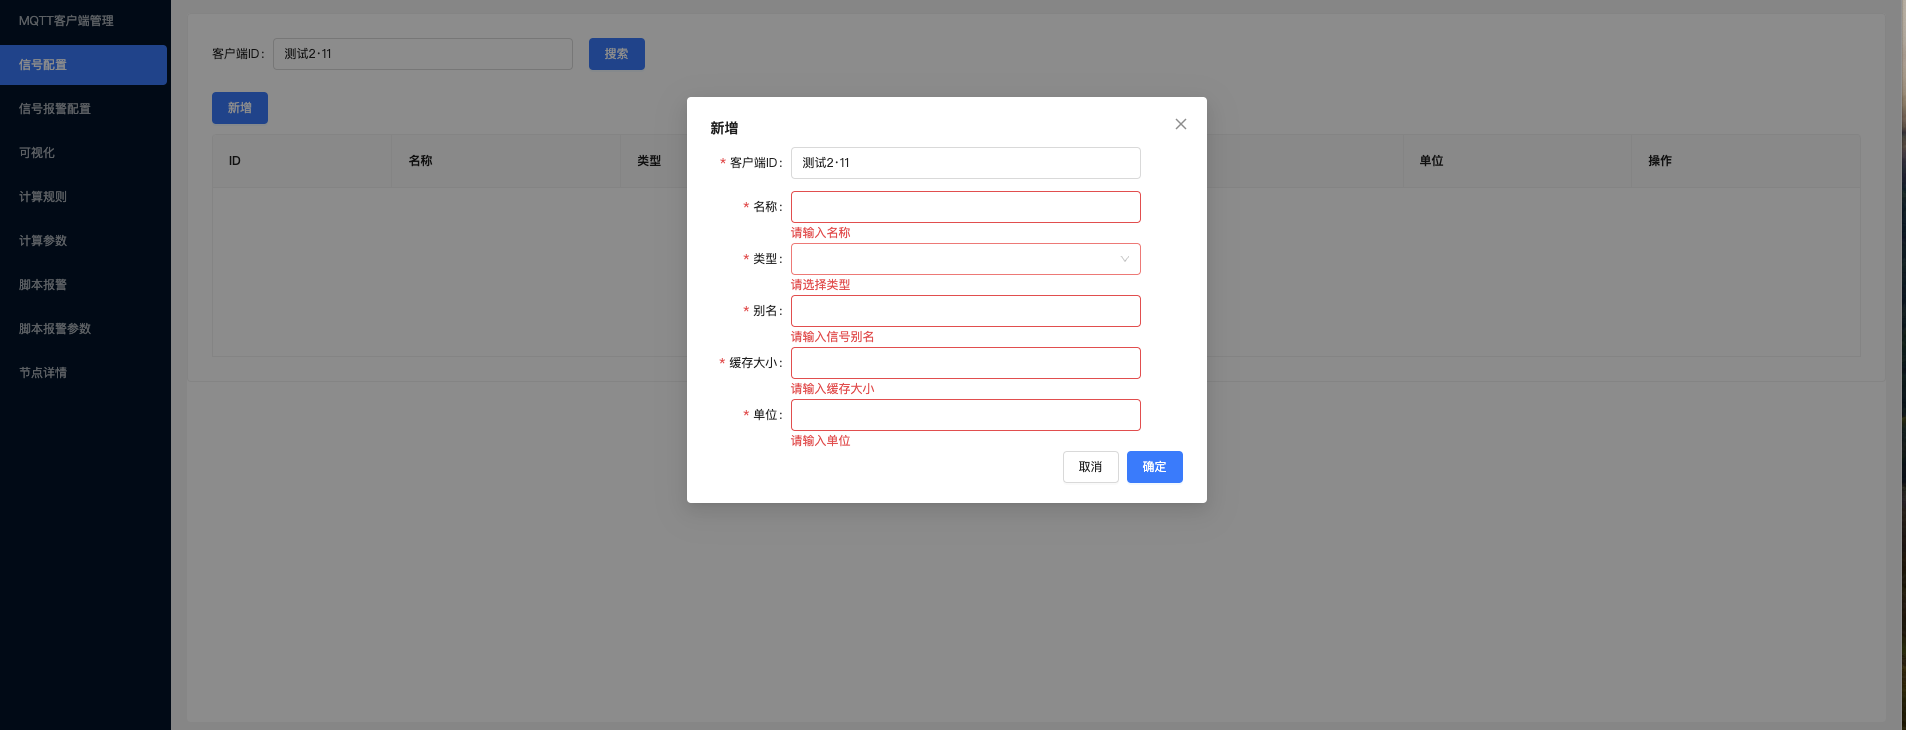 MQTT客户端管理
信号配置
信号报警配置
可视化
计算规则
计算参数
脚本报警
脚本报警参数
节点详情
客户端ID: 测试2·11 搜索
新增
ID 名称 类型 单位 操作
新增
* 客户端ID: 测试2·11
* 名称:
请输入名称
* 类型:
请选择类型
* 别名:
请输入信号别名
* 缓存大小:
请输入缓存大小
* 单位:
请输入单位
取消 确定